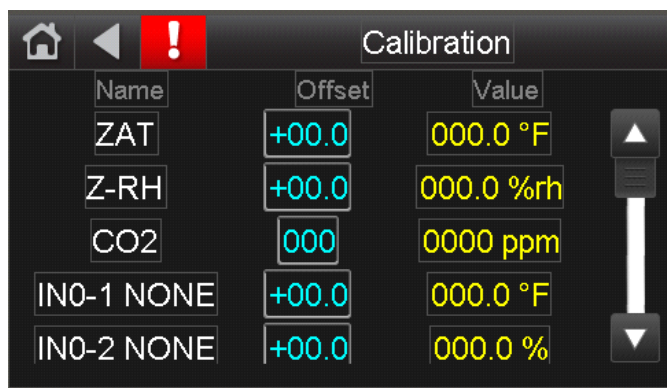 Calibration
Name Offset Value
ZAT +00.0 000.0 °F
Z-RH +00.0 000.0 %rh
CO2 000 0000 ppm
IN0-1 NONE +00.0 000.0 °F
IN0-2 NONE +00.0 000.0 %